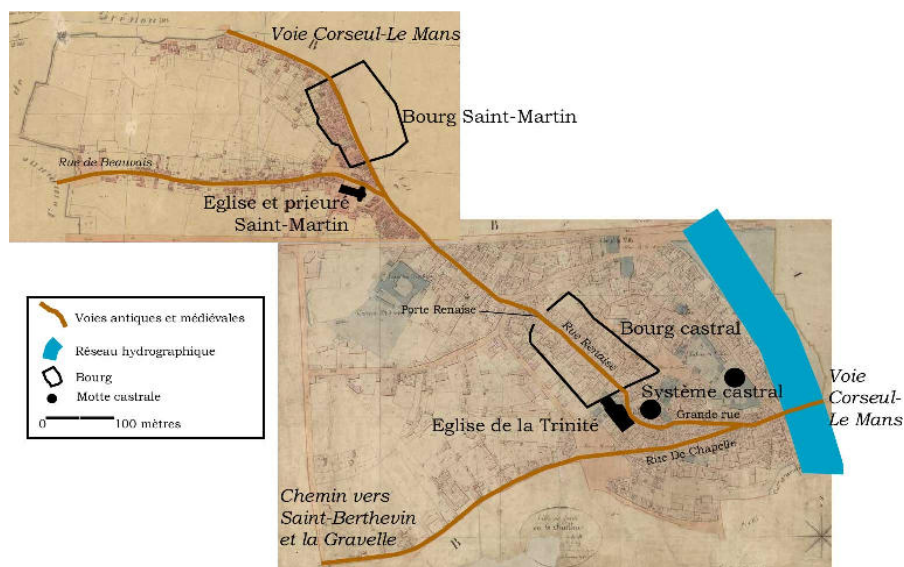 Voie Corseul-Le Mans
B
Bourg Saint-Martin
Rue de Beauvais
Eglise et prieuré
Saint-Martin
B
Porte Renaise
Rue Renaise
Bourg castral
Système castral
Grande rue
Voie
Corseul-
Le Mans
Eglise de la Trinité
Rue De Chapelle
Chemin vers
Saint-Berthevin
et la Gravelle
B
Voies antiques et médiévales
Réseau hydrographique
Bourg
Motte castrale
0 100 mètres